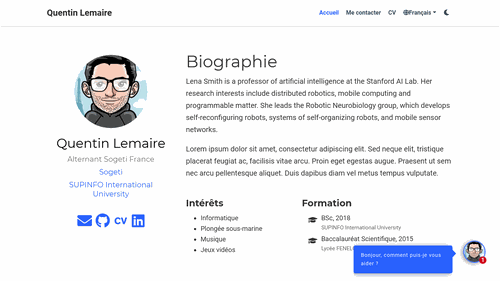 Quentin Lemaire
Accueil Me contacter CV Français
Biographie
Lena Smith is a professor of artificial intelligence at the Stanford AI Lab. Her
research interests include distributed robotics, mobile computing and
programmable matter. She leads the Robotic Neurobiology group, which develops
self-reconfiguring robots, systems of self-organizing robots, and mobile sensor
networks.
Lorem ipsum dolor sit amet, consectetur adipiscing elit. Sed neque elit, tristique
placerat feugiat ac, facilisis vitae arcu. Proin eget egestas augue. Praesent ut sem
nec arcu pellentesque aliquet. Duis dapibus diam vel metus tempus vulputate.
Quentin Lemaire
Alternant Sogeti France
Sogeti
SUPINFO International
University
CV
Intérêts
Informatique
Plongée sous-marine
Musique
Jeux vidéos
Formation
BSc, 2018
SUPINFO International University
Baccalauréat Scientifique, 2015
Lycée FENEL
Bonjour, comment puis-je vous
aider ?
1